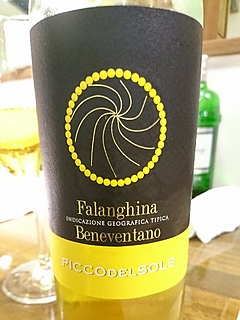 Falanghina
INDICAZIONE GEOGRAFICA TIPICA
Beneventano
PICCODELSOLE